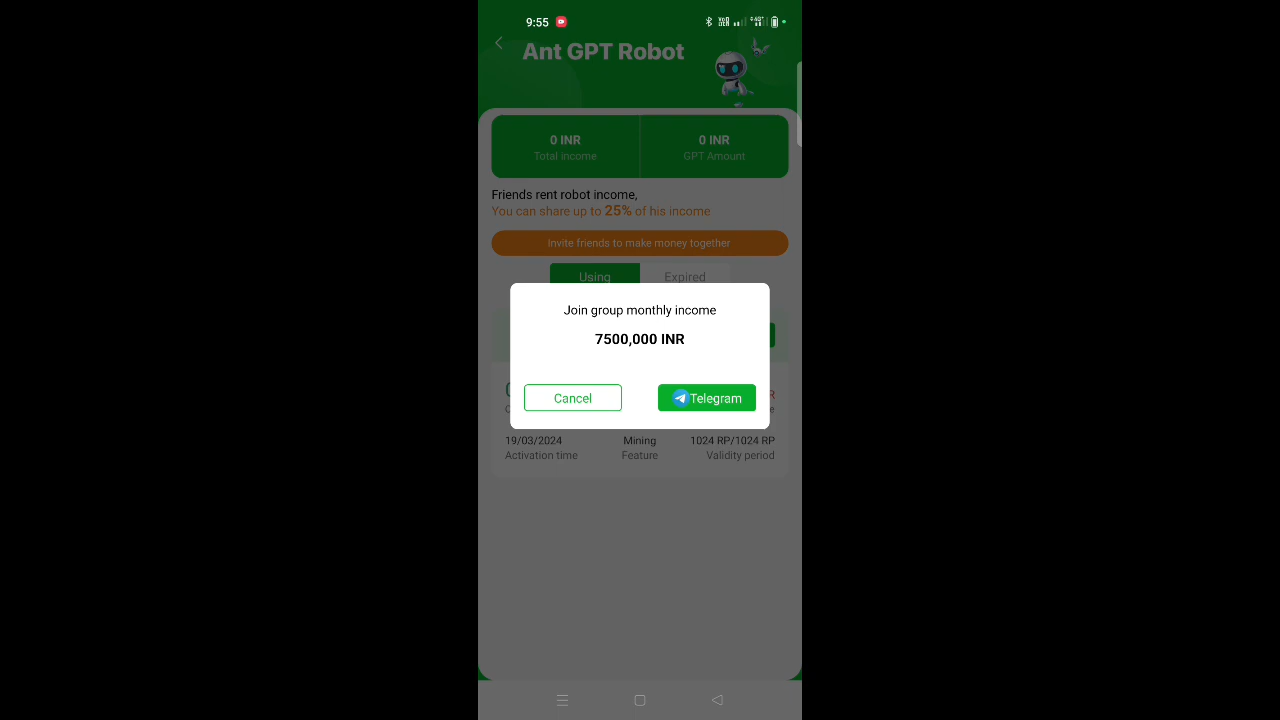 9:55
Ant GPT Robot
0 INR
0 INR
Total income
GPT Amount
Friends rent robot income,
You can share up to 25% of his income
Invite friends to make money together
Using
Expired
Join group monthly income
7500,000 INR
Cancel
Telegram
19/03/2024
Mining
1024 RP/1024 RP
Activation time
Feature
Validity period